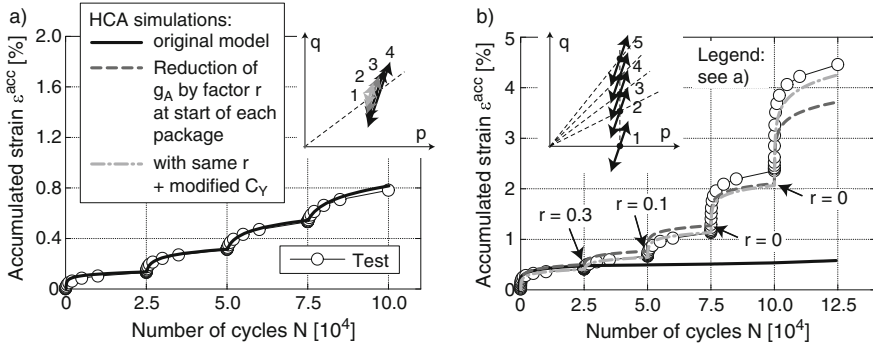 a)
HCA simulations:
original model
Reduction of
g_A by factor r
at start of each
package
with same r
+ modified C_Y
q
4
3
2
1
p
Test
Accumulated strain ε^acc [%]
2.0
1.6
1.2
0.8
0.4
0
0 2.5 5.0 7.5 10.0
Number of cycles N [10^4]
b)
q
5
4
3
2
1
p
Legend:
see a)
r = 0.3
r = 0.1
r = 0
r = 0
Accumulated strain ε^acc [%]
5
4
3
2
1
0
0 2.5 5.0 7.5 10.0 12.5
Number of cycles N [10^4]